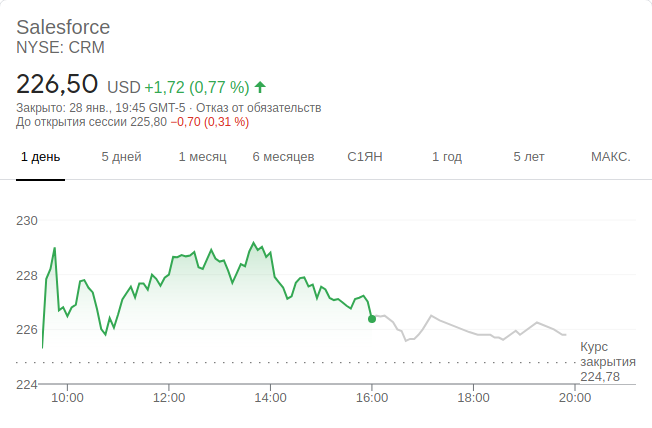 Salesforce
NYSE: CRM
226,50 USD +1,72 (0,77 %)
Закрыто: 28 янв., 19:45 GMT-5 · Отказ от обязательств
До открытия сессии 225,80 −0,70 (0,31 %)
1 день 5 дней 1 месяц 6 месяцев С1ЯН 1 год 5 лет МАКС.
230
228
226
Курс
закрытия
224,78
224
10:00 12:00 14:00 16:00 18:00 20:00